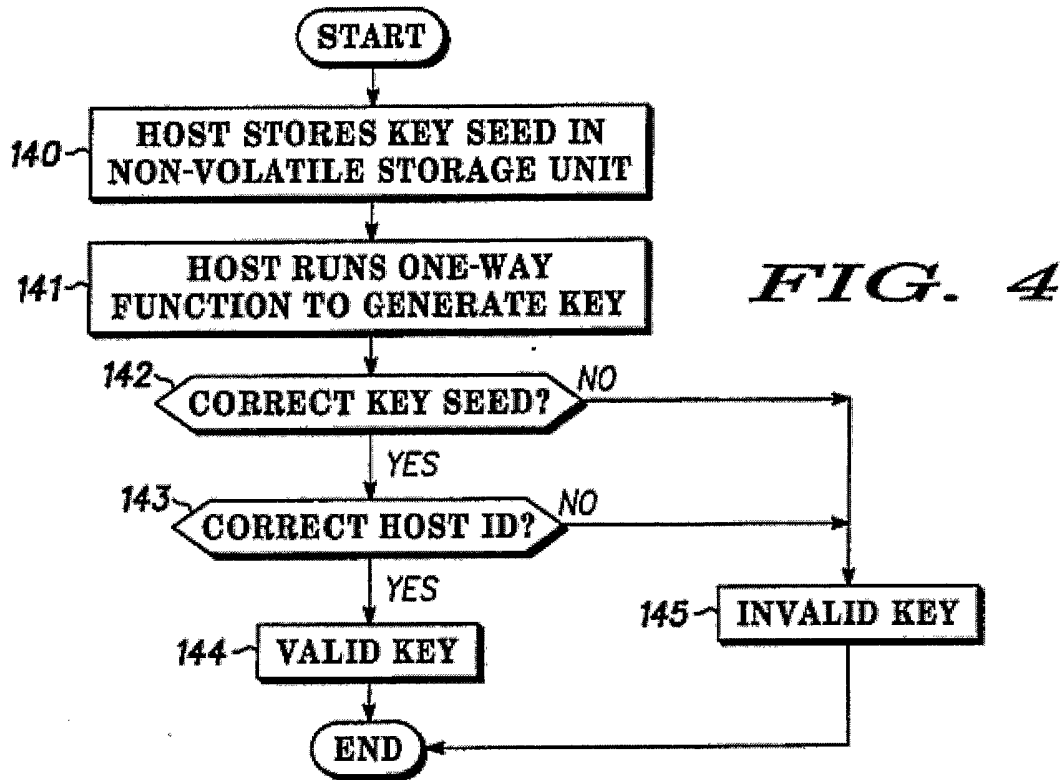 START
140
HOST STORES KEY SEED IN
NON-VOLATILE STORAGE UNIT
141
HOST RUNS ONE-WAY
FUNCTION TO GENERATE KEY
FIG. 4
142
CORRECT KEY SEED?
NO
YES
143
CORRECT HOST ID?
NO
YES
144
VALID KEY
145
INVALID KEY
END